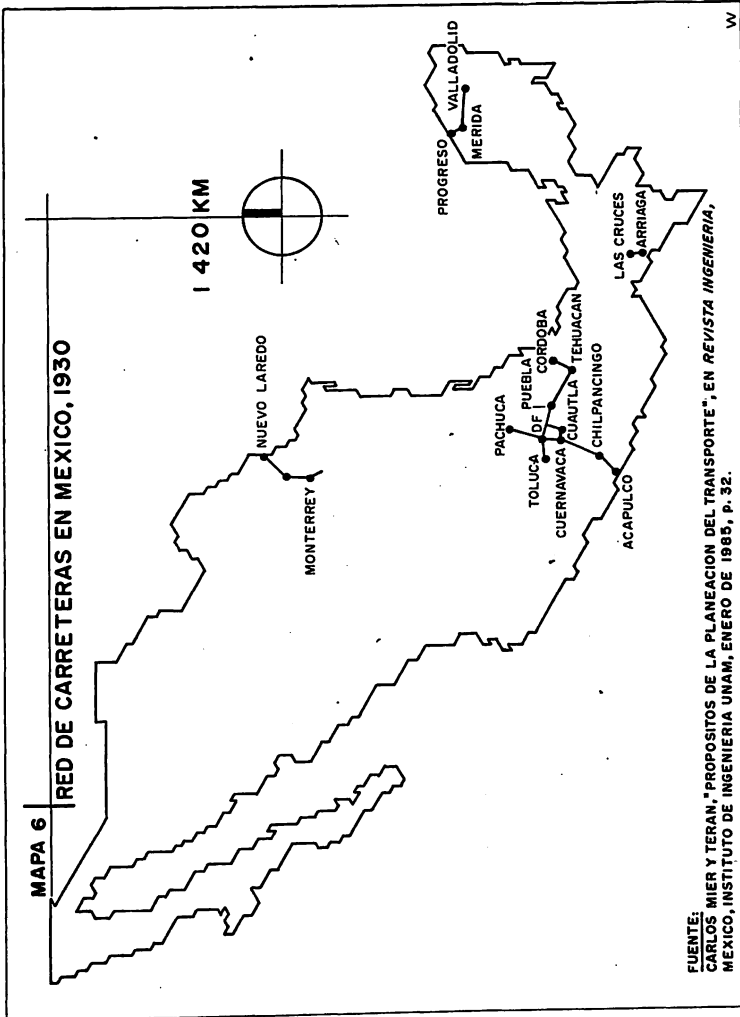 MAPA 6
RED DE CARRETERAS EN MEXICO, 1930
1 420 KM
NUEVO LAREDO
MONTERREY
PROGRESO
VALLADOLID
MERIDA
PACHUCA
TOLUCA
DF
PUEBLA
CORDOBA
CUERNAVACA
CUAUTLA
TEHUACAN
CHILPANCINGO
ACAPULCO
LAS CRUCES
ARRIAGA
FUENTE:
CARLOS MIER Y TERAN, "PROPOSITOS DE LA PLANEACION DEL TRANSPORTE", EN REVISTA INGENIERIA,
MEXICO, INSTITUTO DE INGENIERIA UNAM, ENERO DE 1985, p. 32.
W